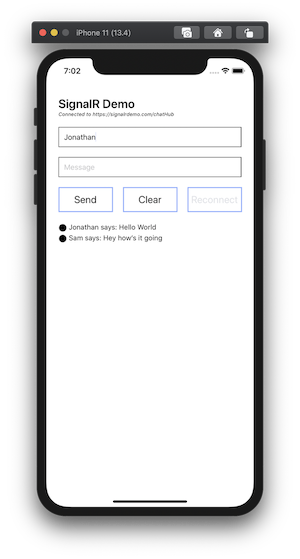 iPhone 11 (13.4)
7:02
SignalR Demo
Connected to https://signalrdemo.com/chatHub
Jonathan
Message
Send Clear Reconnect
Jonathan says: Hello World
Sam says: Hey how's it going